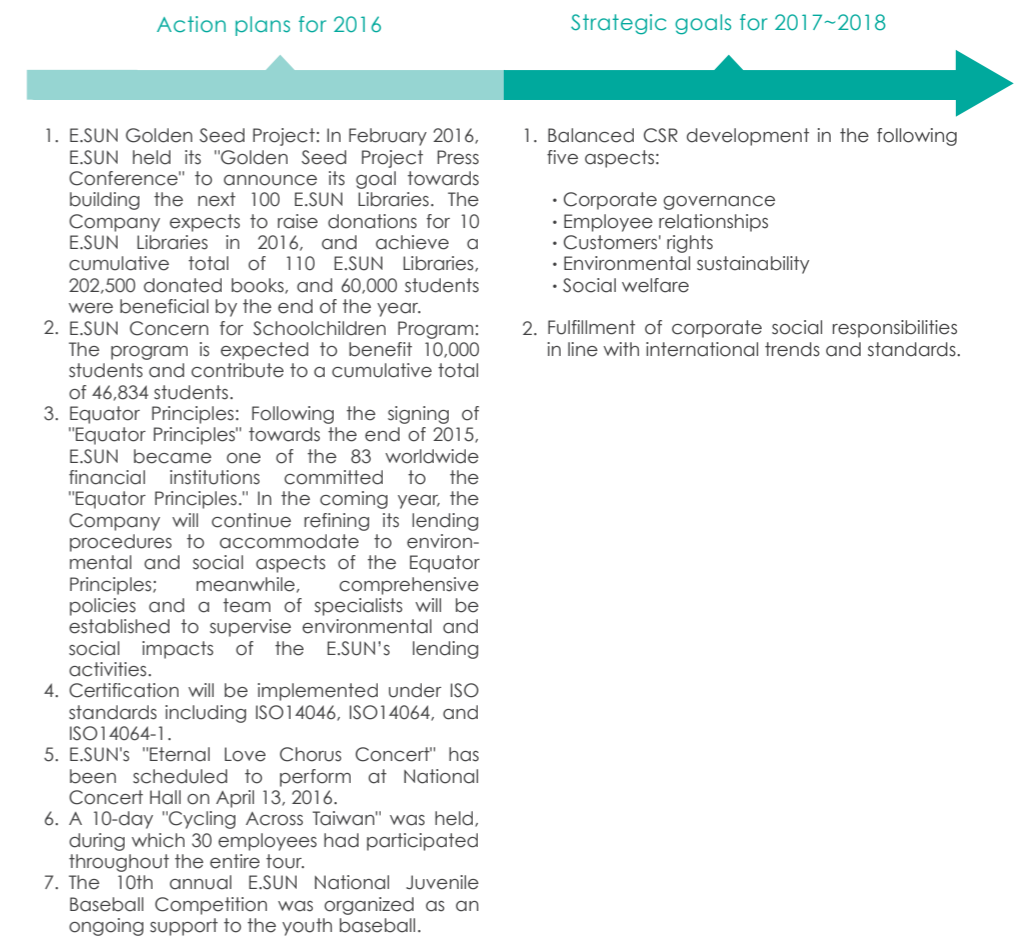 Action plans for 2016
Strategic goals for 2017~2018
1. E.SUN Golden Seed Project: In February 2016,
E.SUN held its "Golden Seed Project Press
Conference" to announce its goal towards
building the next 100 E.SUN Libraries. The
Company expects to raise donations for 10
E.SUN Libraries in 2016, and achieve a
cumulative total of 110 E.SUN Libraries,
202,500 donated books, and 60,000 students
were beneficial by the end of the year.
2. E.SUN Concern for Schoolchildren Program:
The program is expected to benefit 10,000
students and contribute to a cumulative total
of 46,834 students.
3. Equator Principles: Following the signing of
"Equator Principles" towards the end of 2015,
E.SUN became one of the 83 worldwide
financial institutions committed to the
"Equator Principles." In the coming year, the
Company will continue refining its lending
procedures to accommodate to environ-
mental and social aspects of the Equator
Principles; meanwhile, comprehensive
policies and a team of specialists will be
established to supervise environmental and
social impacts of the E.SUN's lending
activities.
4. Certification will be implemented under ISO
standards including ISO14046, ISO14064, and
ISO14064-1.
5. E.SUN's "Eternal Love Chorus Concert" has
been scheduled to perform at National
Concert Hall on April 13, 2016.
6. A 10-day "Cycling Across Taiwan" was held,
during which 30 employees had participated
throughout the entire tour.
7. The 10th annual E.SUN National Juvenile
Baseball Competition was organized as an
ongoing support to the youth baseball.
1. Balanced CSR development in the following
five aspects:
· Corporate governance
· Employee relationships
· Customers' rights
· Environmental sustainability
· Social welfare
2. Fulfillment of corporate social responsibilities
in line with international trends and standards.